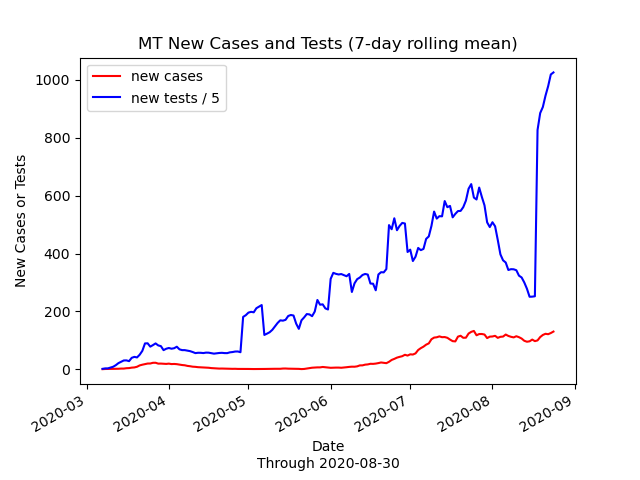 MT New Cases and Tests (7-day rolling mean)
new cases
new tests / 5
New Cases or Tests
1000
800
600
400
200
0
2020-03
2020-04
2020-05
2020-06
2020-07
2020-08
2020-09
Date
Through 2020-08-30